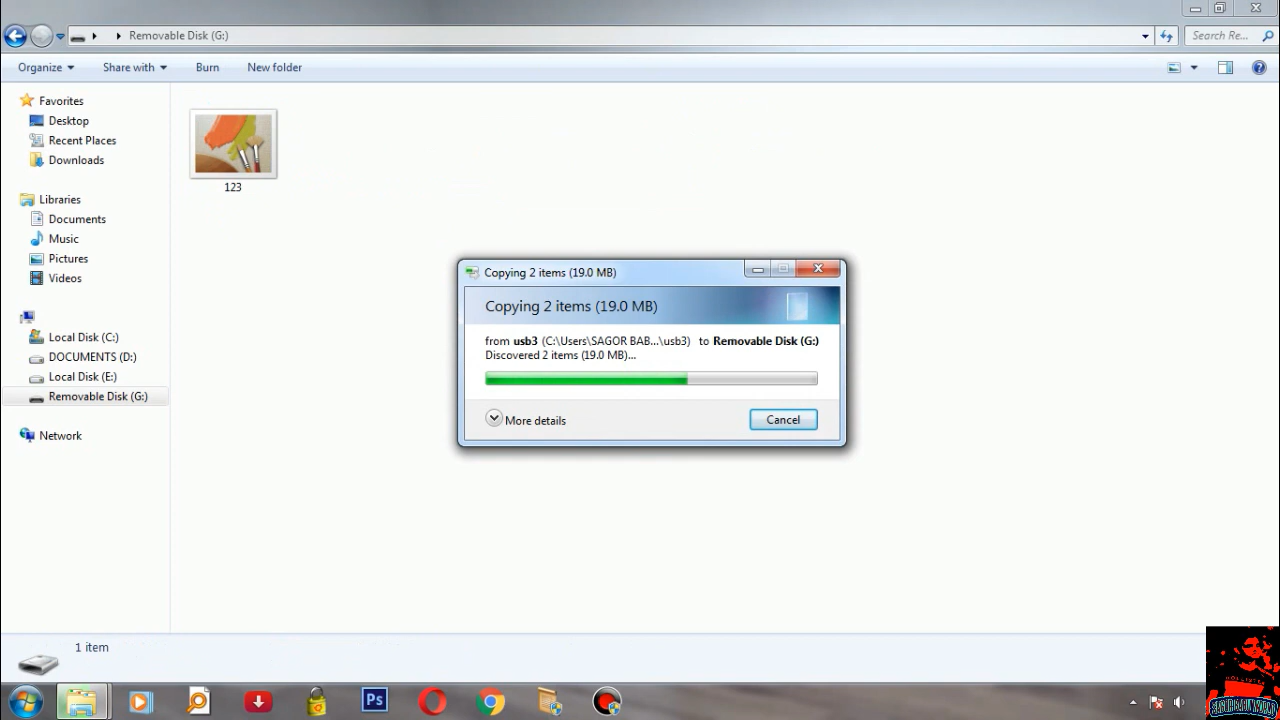 Removable Disk (G:)
Search Re...
Organize
Share with
Burn
New folder
Favorites
Desktop
Recent Places
Downloads
Libraries
Documents
Music
Pictures
Videos
Local Disk (C:)
DOCUMENTS (D:)
Local Disk (E:)
Removable Disk (G:)
Network
123
Copying 2 items (19.0 MB)
Copying 2 items (19.0 MB)
from usb3 (C:\Users\SAGOR BAB...\usb3) to Removable Disk (G:)
Discovered 2 items (19.0 MB)...
More details
Cancel
1 item
Ps